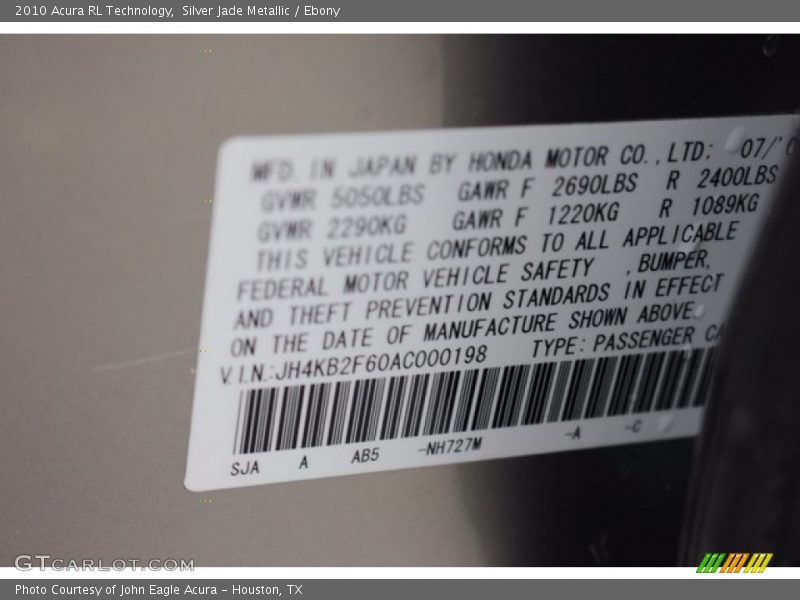 2010 Acura RL Technology, Silver Jade Metallic / Ebony
MFD. IN JAPAN BY HONDA MOTOR CO., LTD: 07/'0
GVWR 5050LBS GAWR F 2690LBS R 2400LBS
GVWR 2290KG GAWR F 1220KG R 1089KG
THIS VEHICLE CONFORMS TO ALL APPLICABLE
FEDERAL MOTOR VEHICLE SAFETY , BUMPER,
AND THEFT PREVENTION STANDARDS IN EFFECT
ON THE DATE OF MANUFACTURE SHOWN ABOVE.
V.I.N.:JH4KB2F60AC000198 TYPE: PASSENGER CA
SJA A AB5 -NH727M -A -C
GTCARLOT.COM
Photo Courtesy of John Eagle Acura - Houston, TX